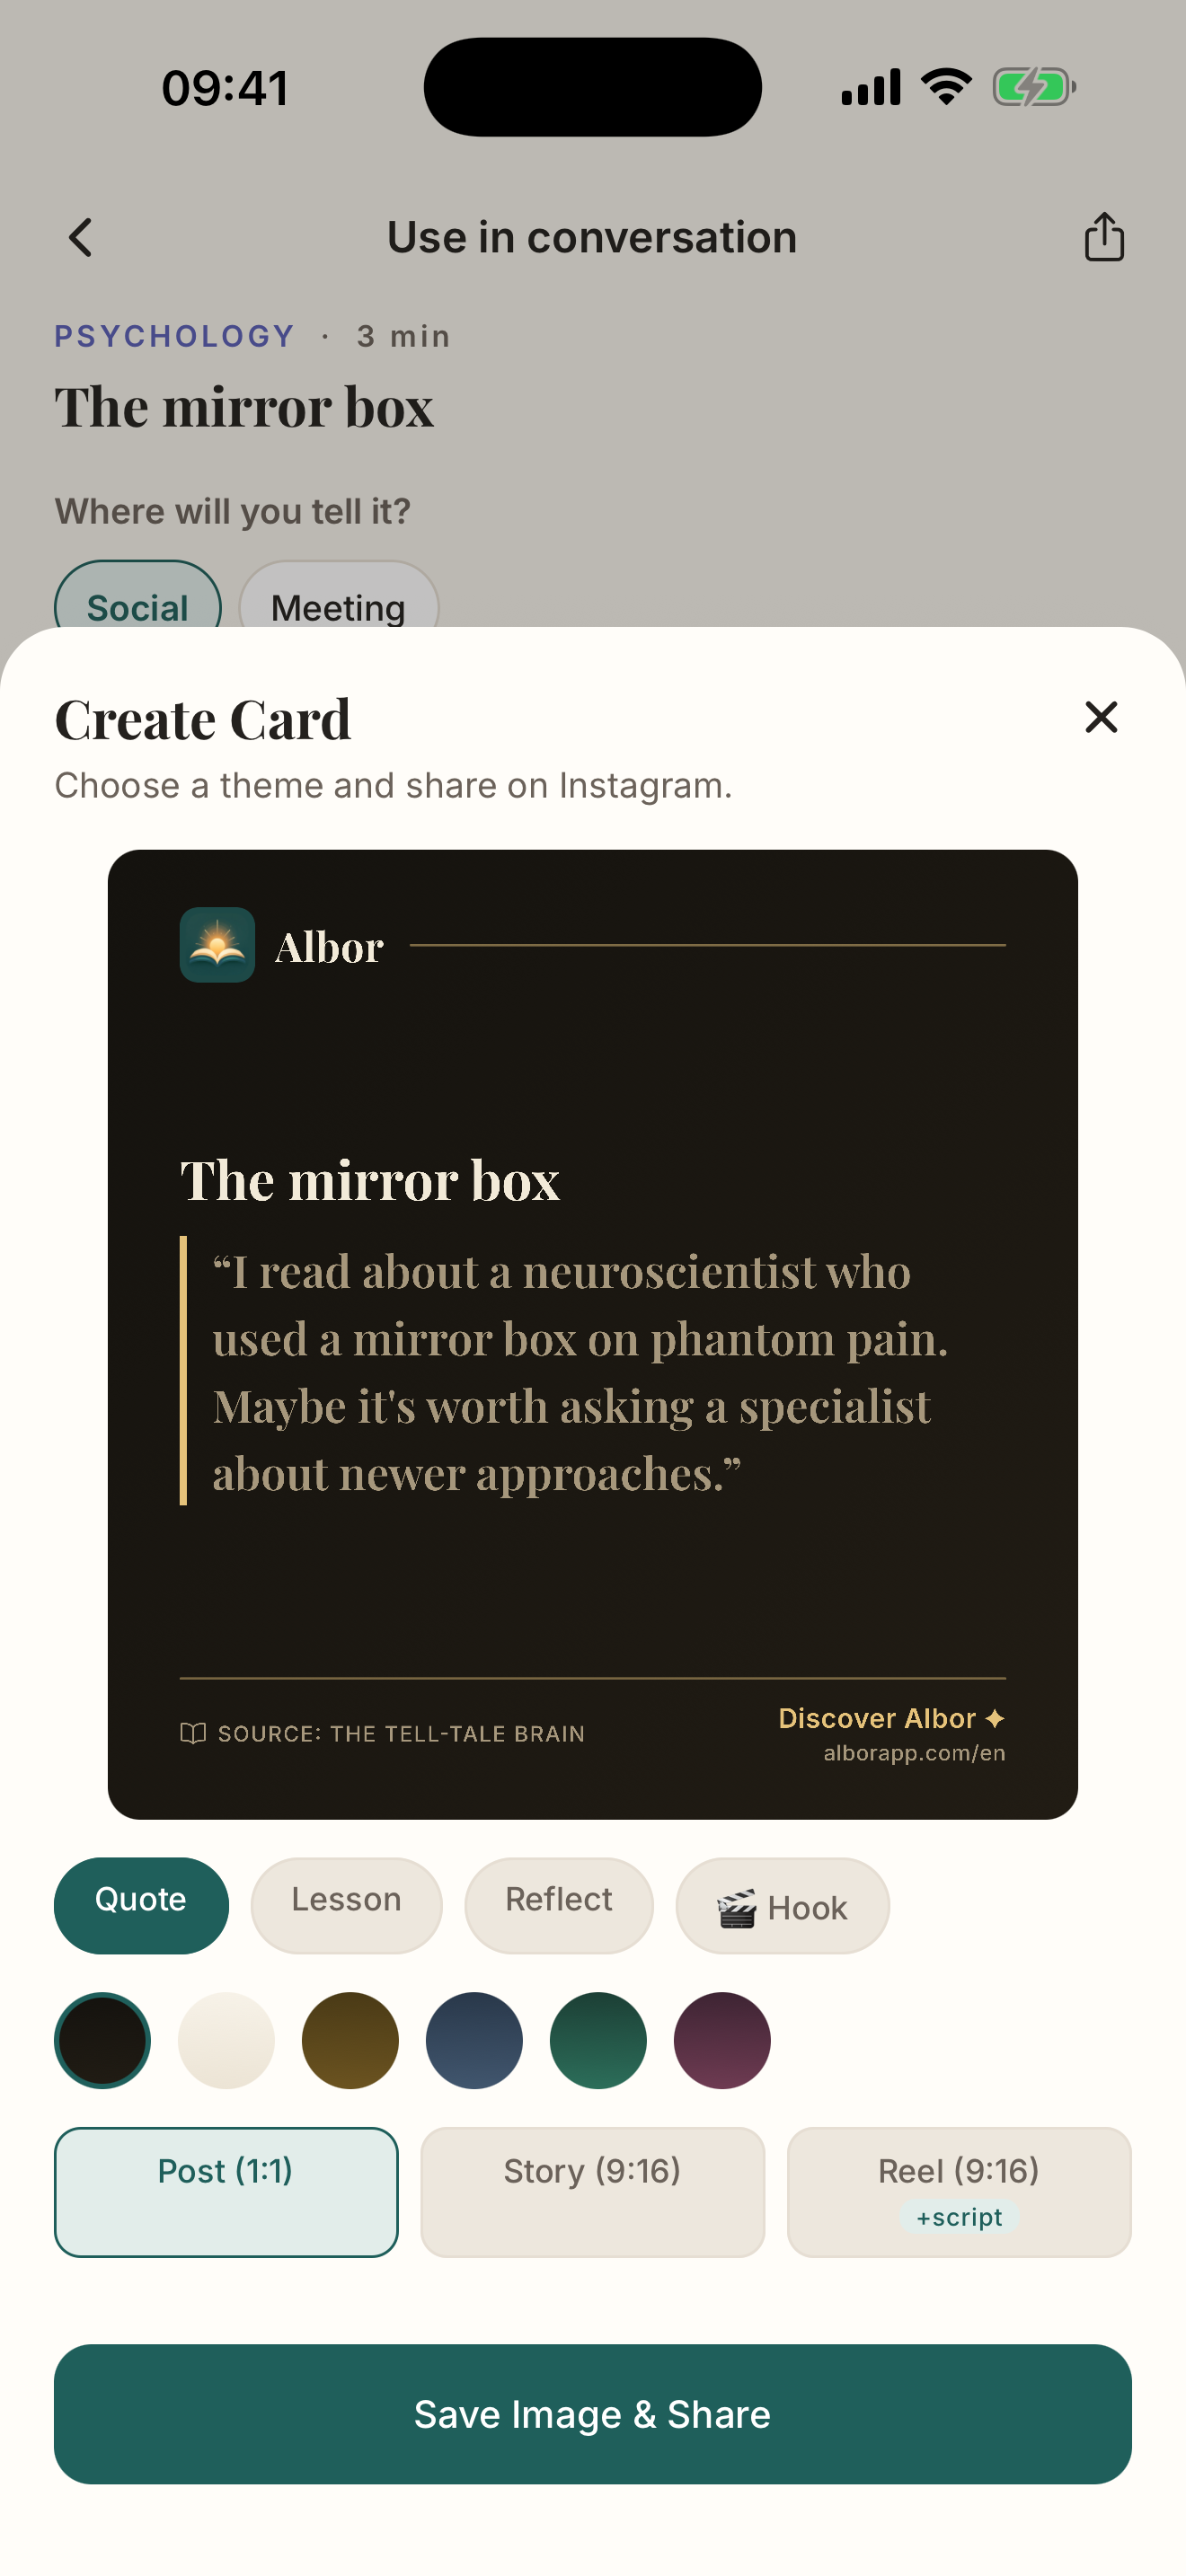 09:41
Use in conversation
PSYCHOLOGY · 3 min
The mirror box
Where will you tell it?
Social
Meeting
Create Card
Choose a theme and share on Instagram.
Albor
The mirror box
“I read about a neuroscientist who
used a mirror box on phantom pain.
Maybe it's worth asking a specialist
about newer approaches.”
SOURCE: THE TELL-TALE BRAIN
Discover Albor ✦
alborapp.com/en
Quote
Lesson
Reflect
🎬 Hook
Post (1:1)
Story (9:16)
Reel (9:16)
+script
Save Image & Share